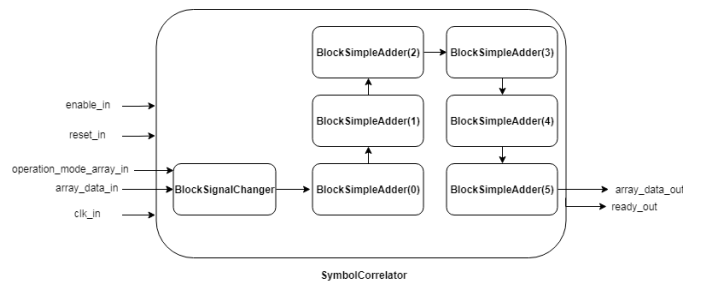 BlockSimpleAdder(2)
BlockSimpleAdder(3)
enable_in
BlockSimpleAdder(1)
BlockSimpleAdder(4)
reset_in
operation_mode_array_in
array_data_in
BlockSignalChanger
BlockSimpleAdder(0)
BlockSimpleAdder(5)
array_data_out
ready_out
clk_in
SymbolCorrelator